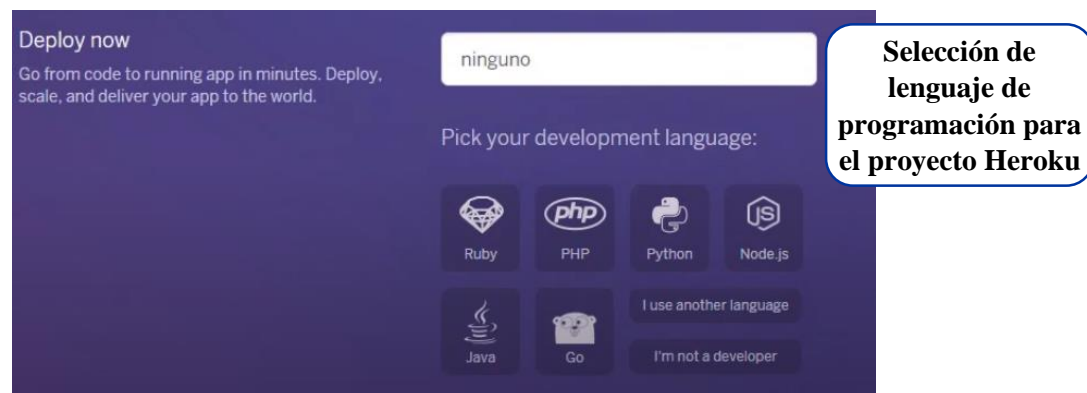 Deploy now
Go from code to running app in minutes. Deploy,
scale, and deliver your app to the world.
ninguno
Pick your development language:
Ruby
php
PHP
Python
JS
Node.js
Java
Go
I use another language
I'm not a developer
Selección de
lenguaje de
programación para
el proyecto Heroku